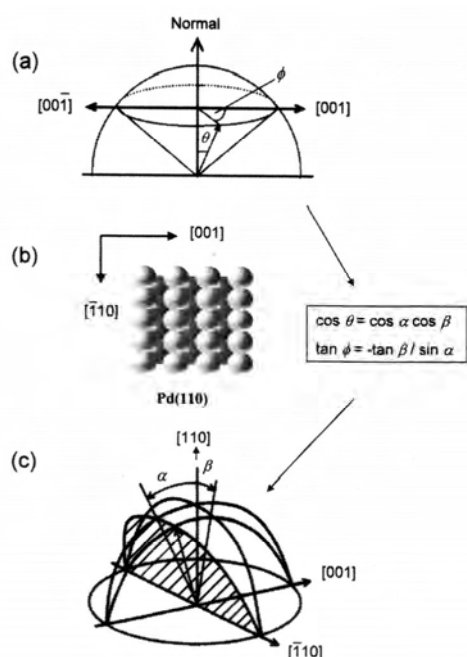 Normal
(a)
ϕ
[001̄]
[001]
θ
(b)
[001]
[1̄10]
Pd(110)
cos θ = cos α cos β
tan ϕ = -tan β / sin α
[110]
(c)
α
β
[001]
[1̄10]